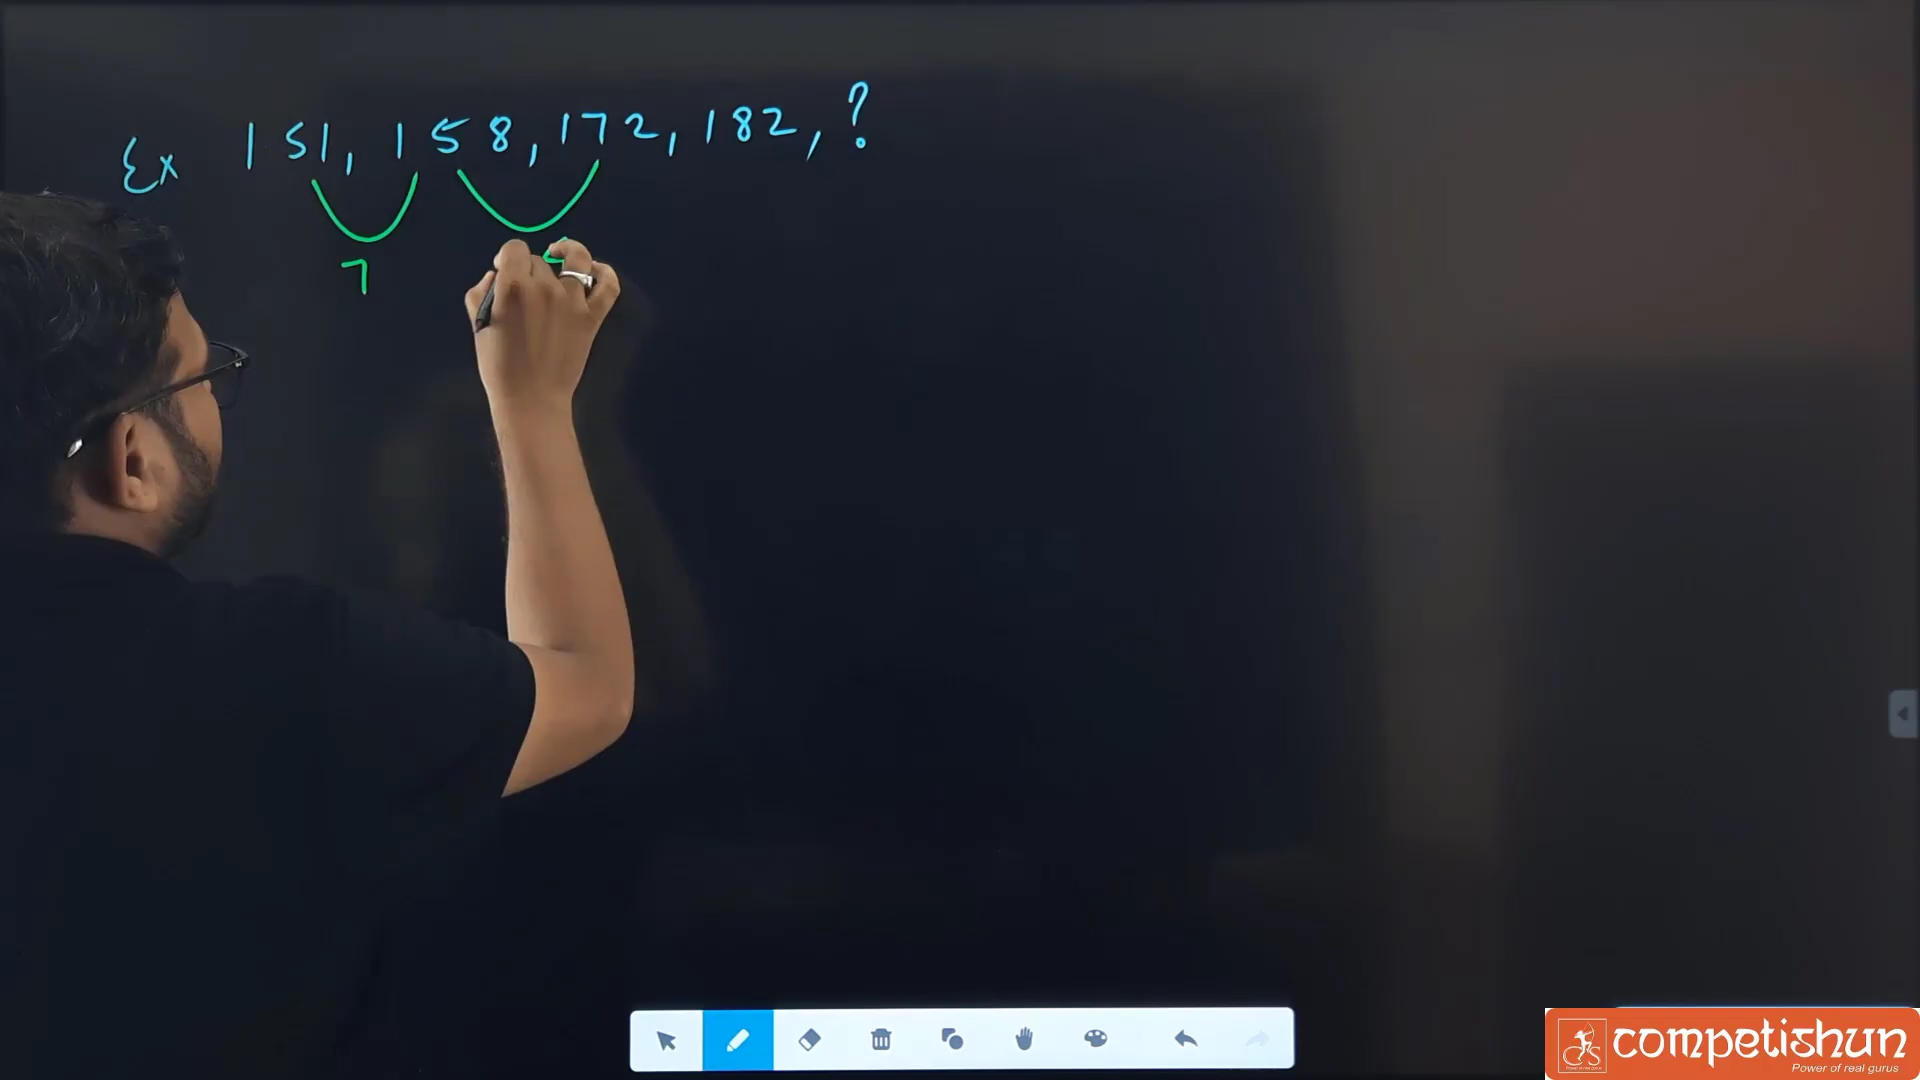 Ex 151, 158, 172, 182, ?
7
competishun
Power of real gurus